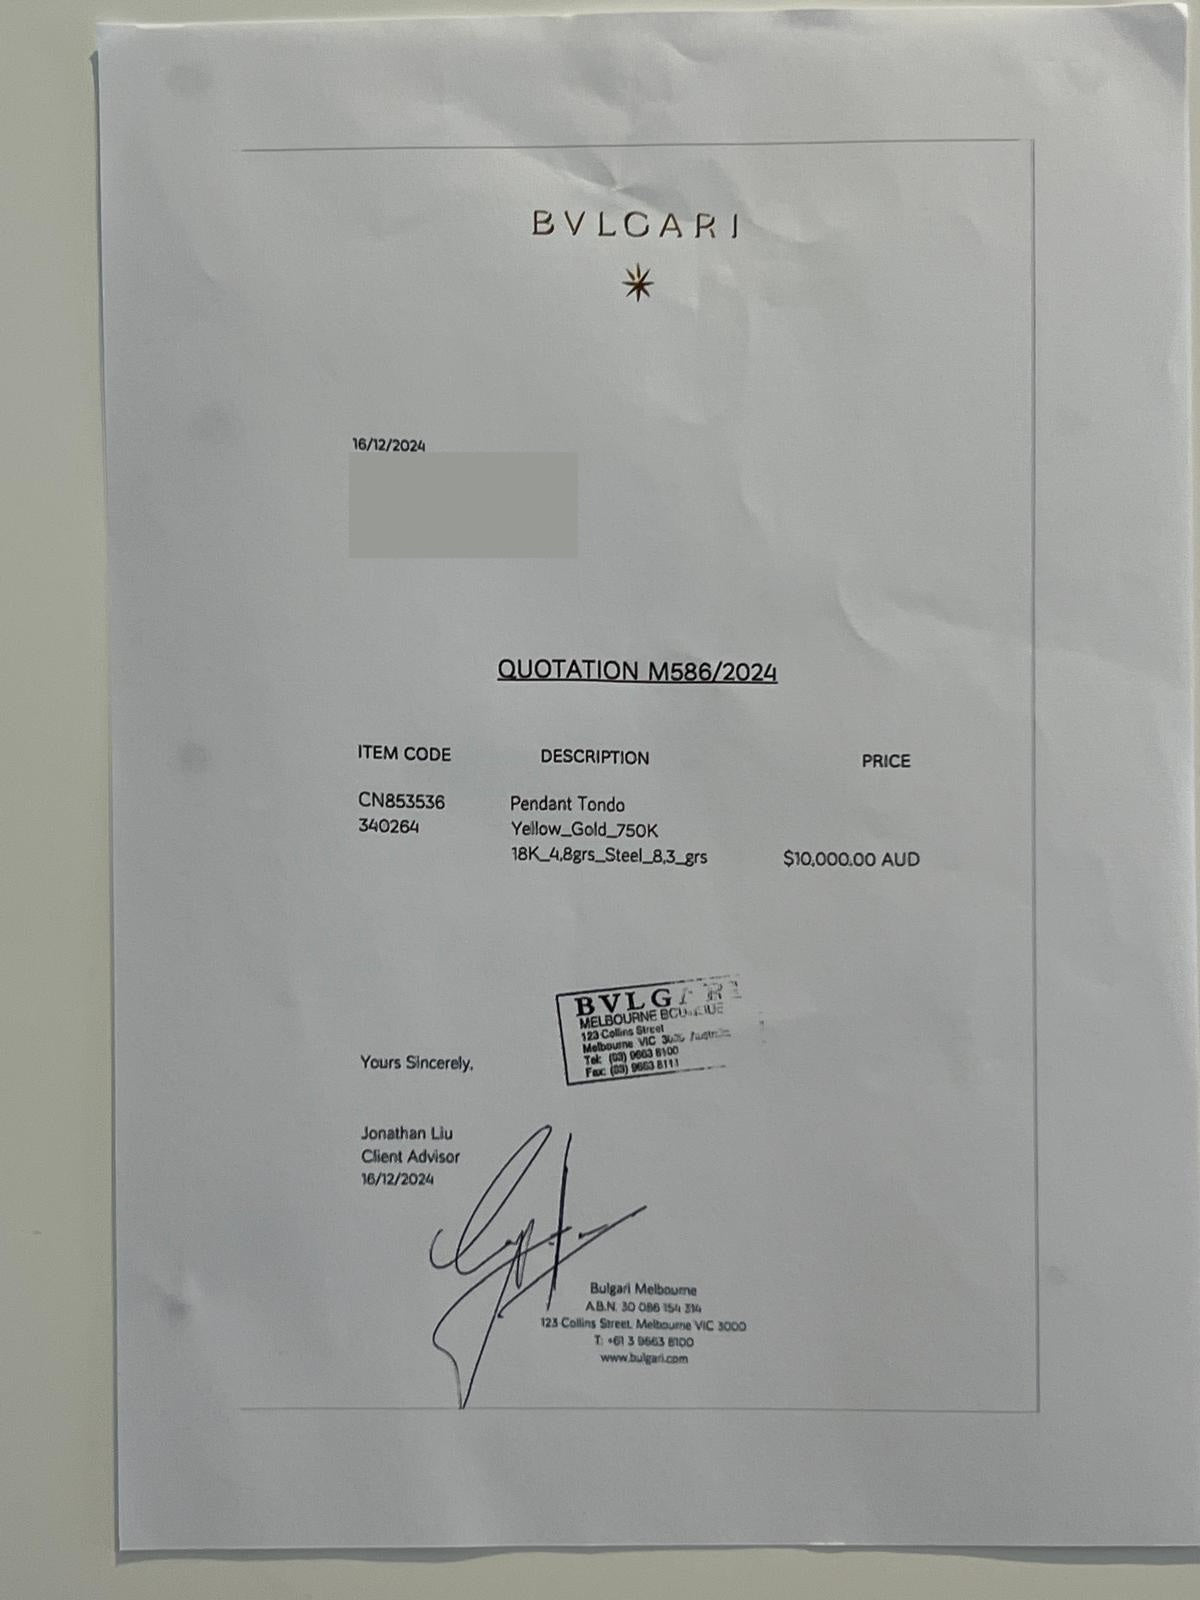 BVLGARI
16/12/2024
QUOTATION M586/2024
ITEM CODE DESCRIPTION PRICE
CN853536 Pendant Tondo
340264 Yellow_Gold_750K
18K_4,8grs_Steel_8,3_grs $10,000.00 AUD
BVLG
MELBOURNE
123 Collins Street
Melbourne VIC
Tel: (03) 9663 8100
Fax: (03) 9663 8111
Yours Sincerely,
Jonathan Liu
Client Advisor
16/12/2024
Bulgari Melbourne
A.B.N. 30 086 154 314
123 Collins Street, Melbourne VIC 3000
T: +61 3 9663 8100
www.bulgari.com